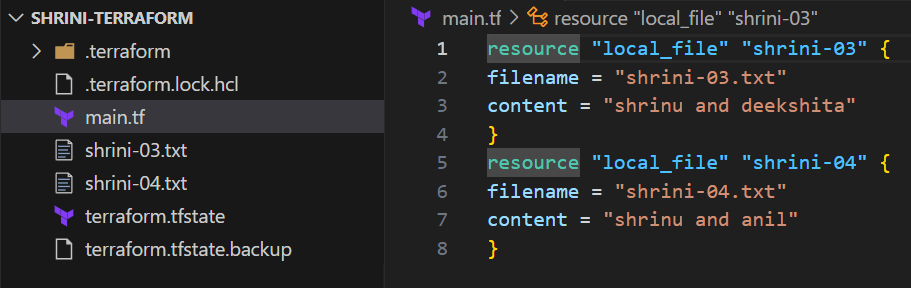 SHRINI-TERRAFORM
.terraform
.terraform.lock.hcl
main.tf
shrini-03.txt
shrini-04.txt
terraform.tfstate
terraform.tfstate.backup
main.tf > resource "local_file" "shrini-03"
1 resource "local_file" "shrini-03" {
2 filename = "shrini-03.txt"
3 content = "shrinu and deekshita"
4 }
5 resource "local_file" "shrini-04" {
6 filename = "shrini-04.txt"
7 content = "shrinu and anil"
8 }